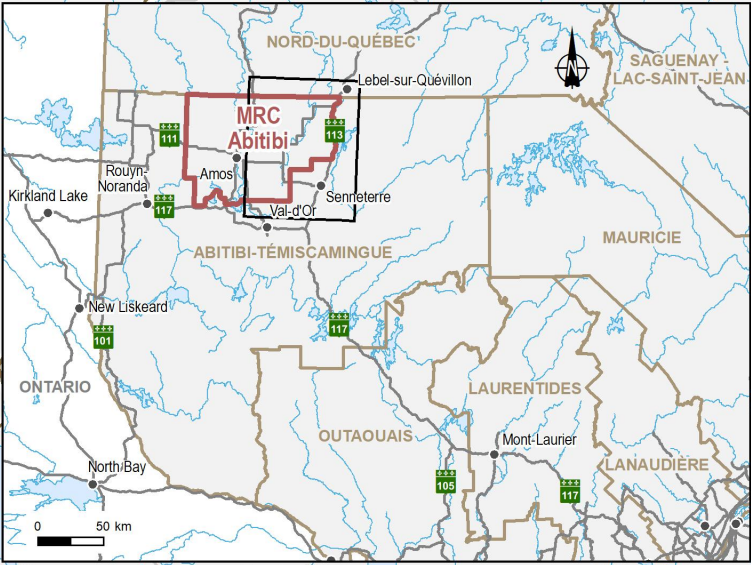 NORD-DU-QUÉBEC
SAGUENAY -
LAC-SAINT-JEAN
Lebel-sur-Quévillon
MRC
Abitibi
111
113
Amos
Rouyn-
Noranda
Senneterre
Kirkland Lake
117
Val-d'Or
MAURICIE
ABITIBI-TÉMISCAMINGUE
New Liskeard
117
101
ONTARIO
LAURENTIDES
OUTAOUAIS
Mont-Laurier
LANAUDIÈRE
North Bay
105
117
0 50 km